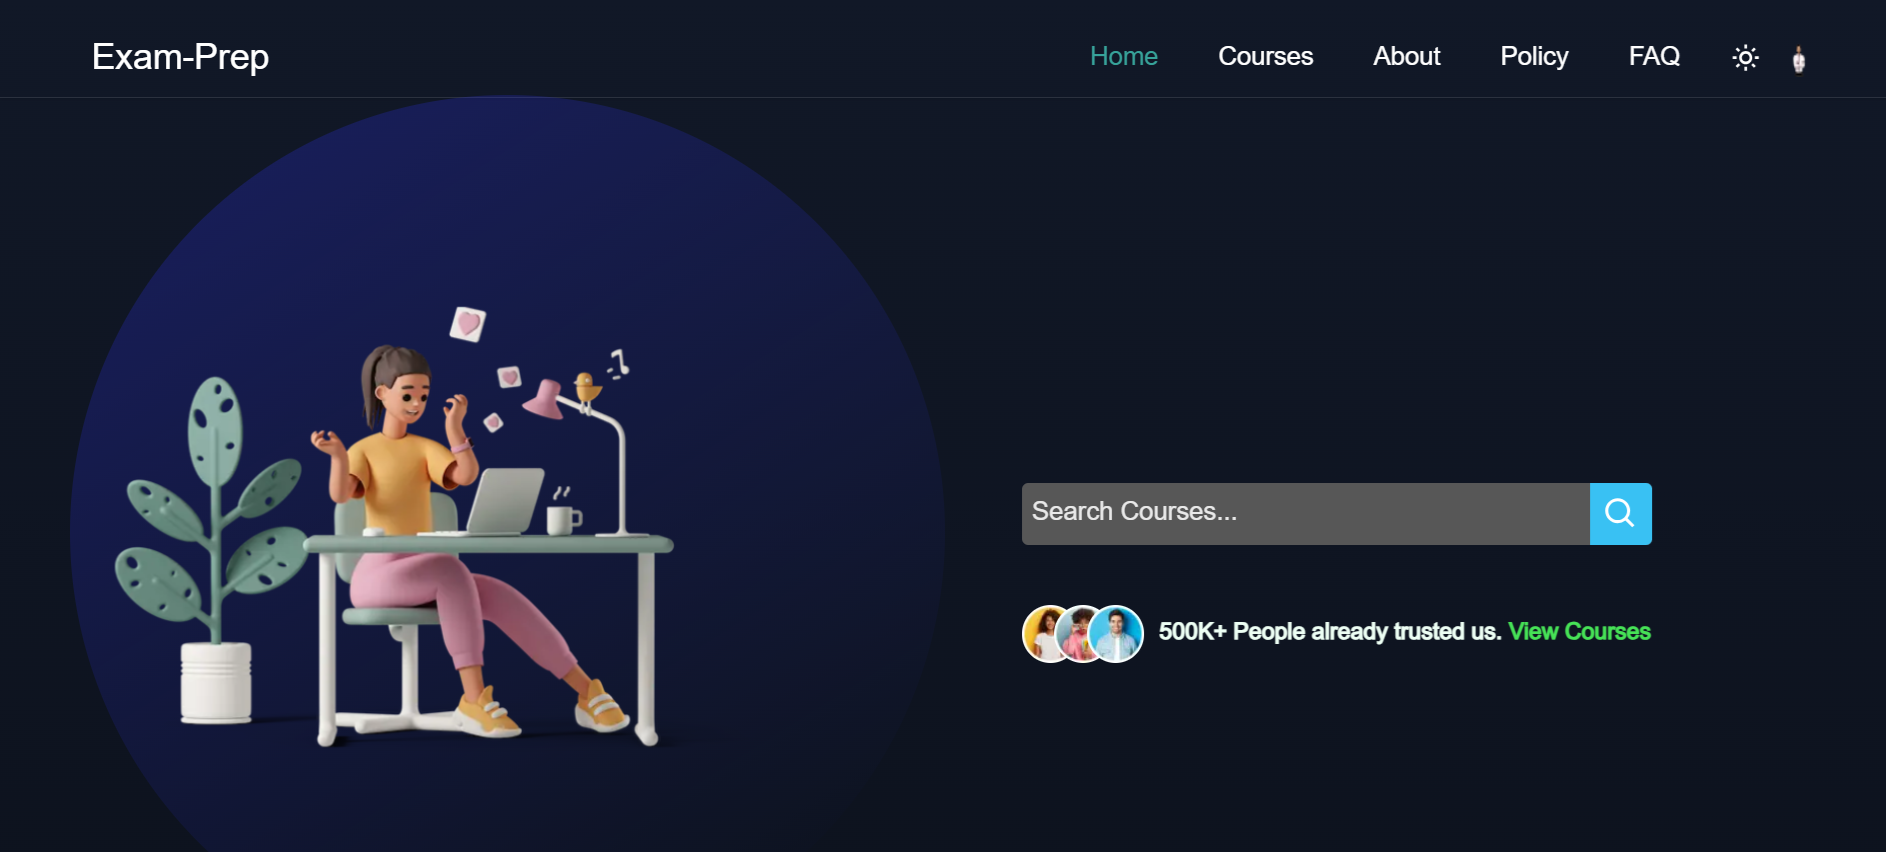 Exam-Prep
Home Courses About Policy FAQ
Search Courses...
500K+ People already trusted us. View Courses